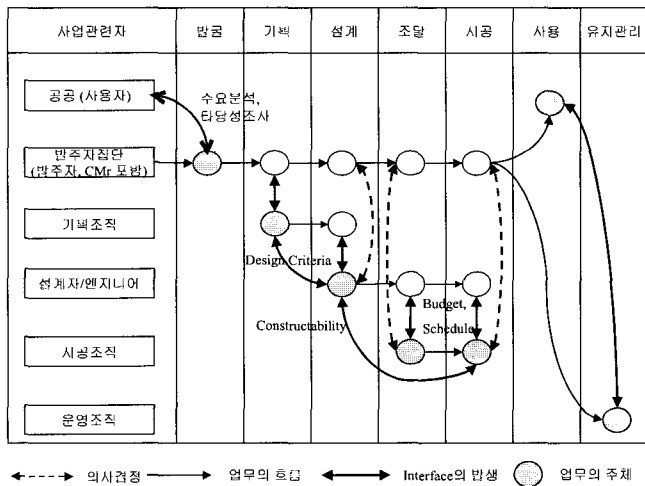 사업관련자 발굴 기획 설계 조달 시공 사용 유지관리
공공 (사용자)
수요분석,
타당성조사
발주자집단
(발주자, CMr 포함)
기획조직
Design Criteria
설계자/엔지니어
Budget,
Constructability
Schedule
시공조직
운영조직
의사결정 업무의 흐름 Interface의 발생 업무의 주체